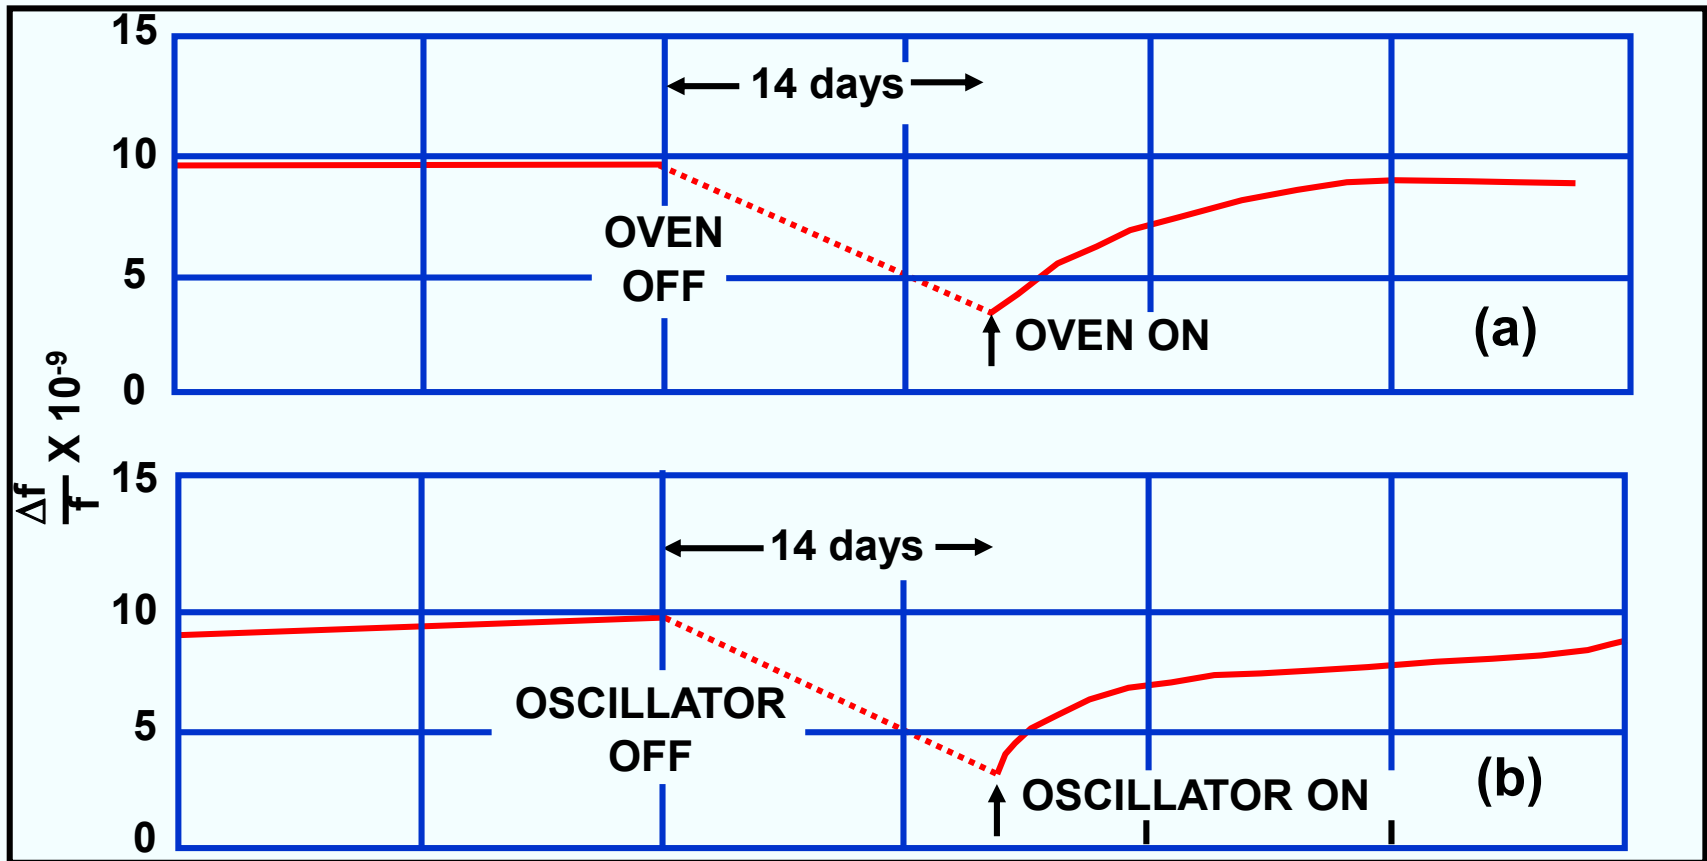 15
14 days
10
OVEN
OFF
5
OVEN ON
(a)
0
Δf
f
X 10⁻⁹
15
14 days
10
OSCILLATOR
OFF
5
OSCILLATOR ON
(b)
0